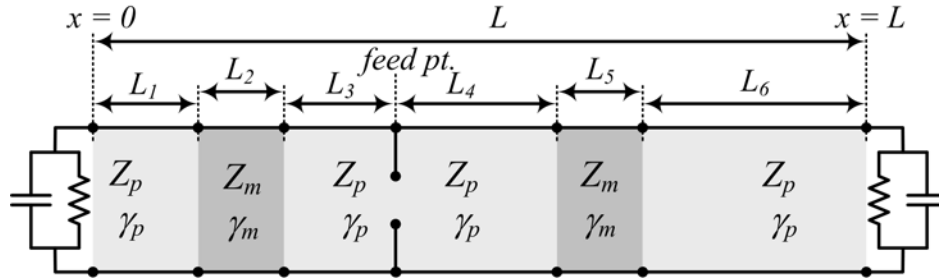 x = 0 L x = L
feed pt.
L₁ L₂ L₃ L₄ L₅ L₆
Zₚ Zₘ Zₚ Zₚ Zₘ Zₚ
γₚ γₘ γₚ γₚ γₘ γₚ